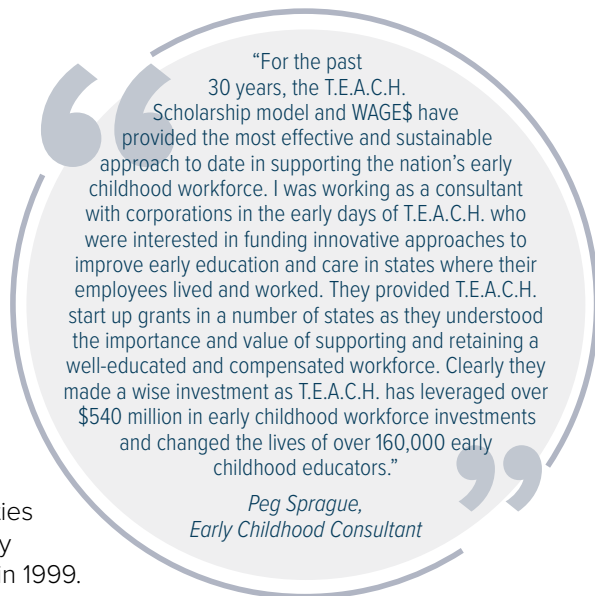 “For the past
30 years, the T.E.A.C.H.
Scholarship model and WAGE$ have
provided the most effective and sustainable
approach to date in supporting the nation’s early
childhood workforce. I was working as a consultant
with corporations in the early days of T.E.A.C.H. who
were interested in funding innovative approaches to
improve early education and care in states where their
employees lived and worked. They provided T.E.A.C.H.
start up grants in a number of states as they understood
the importance and value of supporting and retaining a
well-educated and compensated workforce. Clearly they
made a wise investment as T.E.A.C.H. has leveraged over
$540 million in early childhood workforce investments
and changed the lives of over 160,000 early
childhood educators.”
Peg Sprague,
Early Childhood Consultant
in 1999.